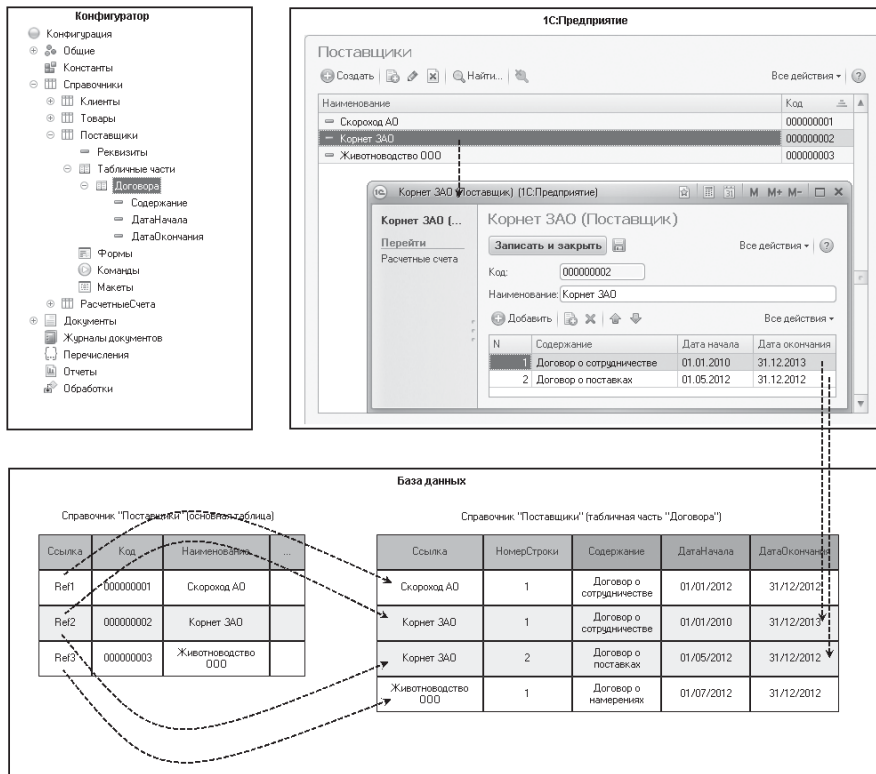 Конфигуратор
Конфигурация
Общие
Константы
Справочники
Клиенты
Товары
Поставщики
Реквизиты
Табличные части
Договора
Содержание
ДатаНачала
ДатаОкончания
Формы
Команды
Макеты
РасчетныеСчета
Документы
Журналы документов
Перечисления
Отчеты
Обработки
1С:Предприятие
Поставщики
Создать Найти... Все действия
Наименование Код
Скороход АО 000000001
Корнет ЗАО 000000002
Животноводство ООО 000000003
1С Корнет ЗАО (Поставщик) (1С:Предприятие) 31 M M+ M-
Корнет ЗАО (...
Перейти
Расчетные счета
Корнет ЗАО (Поставщик)
Записать и закрыть Все действия
Код: 000000002
Наименование: Корнет ЗАО
Добавить Все действия
N Содержание Дата начала Дата окончания
1 Договор о сотрудничестве 01.01.2010 31.12.2013
2 Договор о поставках 01.05.2012 31.12.2012
База данных
Справочник "Поставщики" (основная таблица)
Ссылка Код Наименование ...
Ref1 000000001 Скороход АО
Ref2 000000002 Корнет ЗАО
Ref3 000000003 Животноводство
ООО
Справочник "Поставщики" (табличная часть "Договора")
Ссылка НомерСтроки Содержание ДатаНачала ДатаОкончания
Скороход АО 1 Договор о сотрудничестве 01/01/2012 31/12/2012
Корнет ЗАО 1 Договор о сотрудничестве 01/01/2010 31/12/2013
Корнет ЗАО 2 Договор о поставках 01/05/2012 31/12/2012
Животноводство ООО 1 Договор о намерениях 01/07/2012 31/12/2012